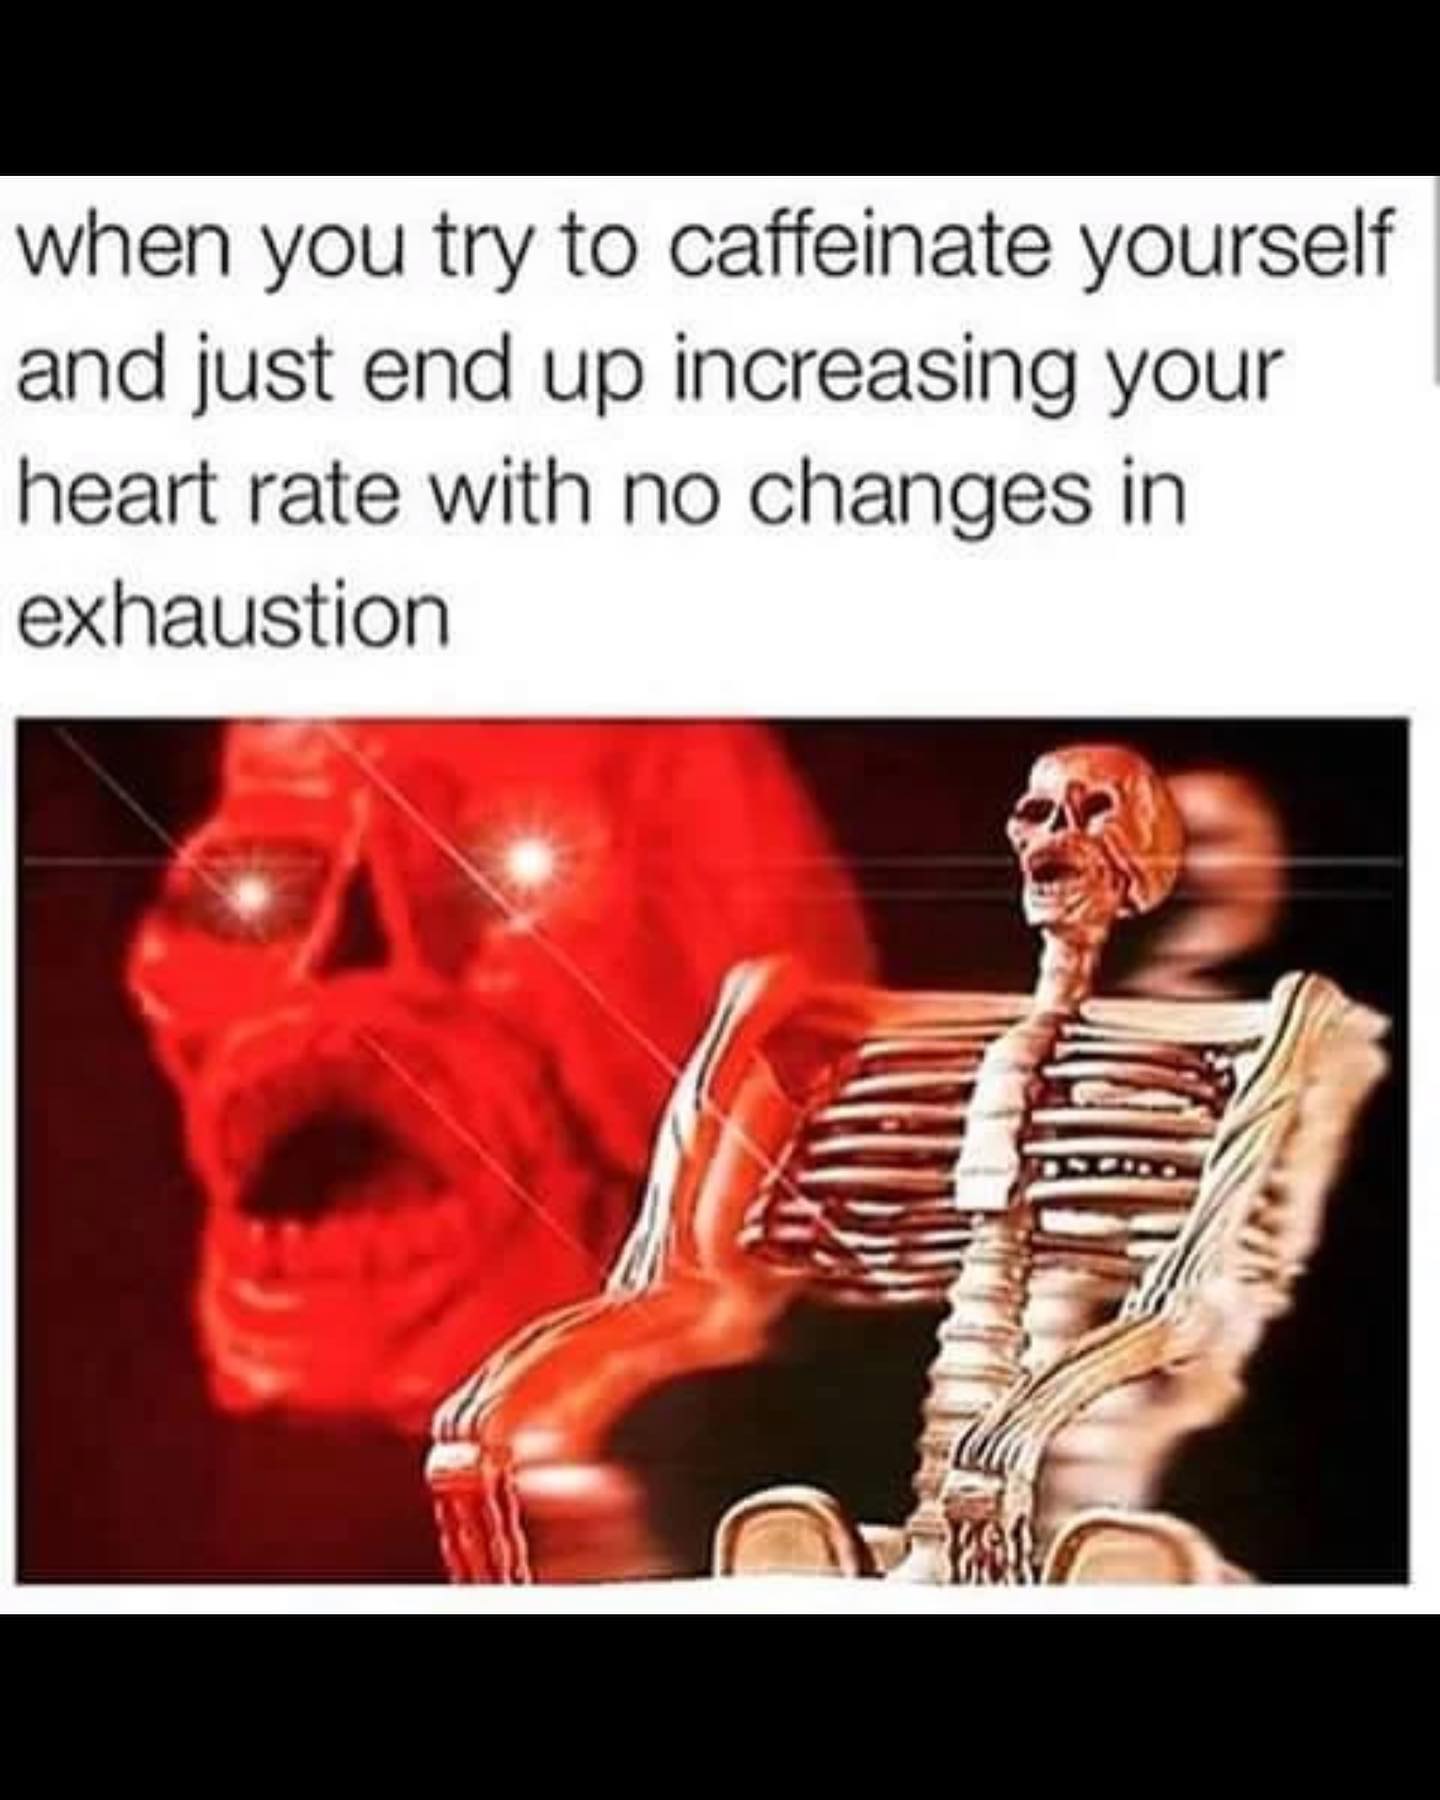 when you try to caffeinate yourself
and just end up increasing your
heart rate with no changes in
exhaustion